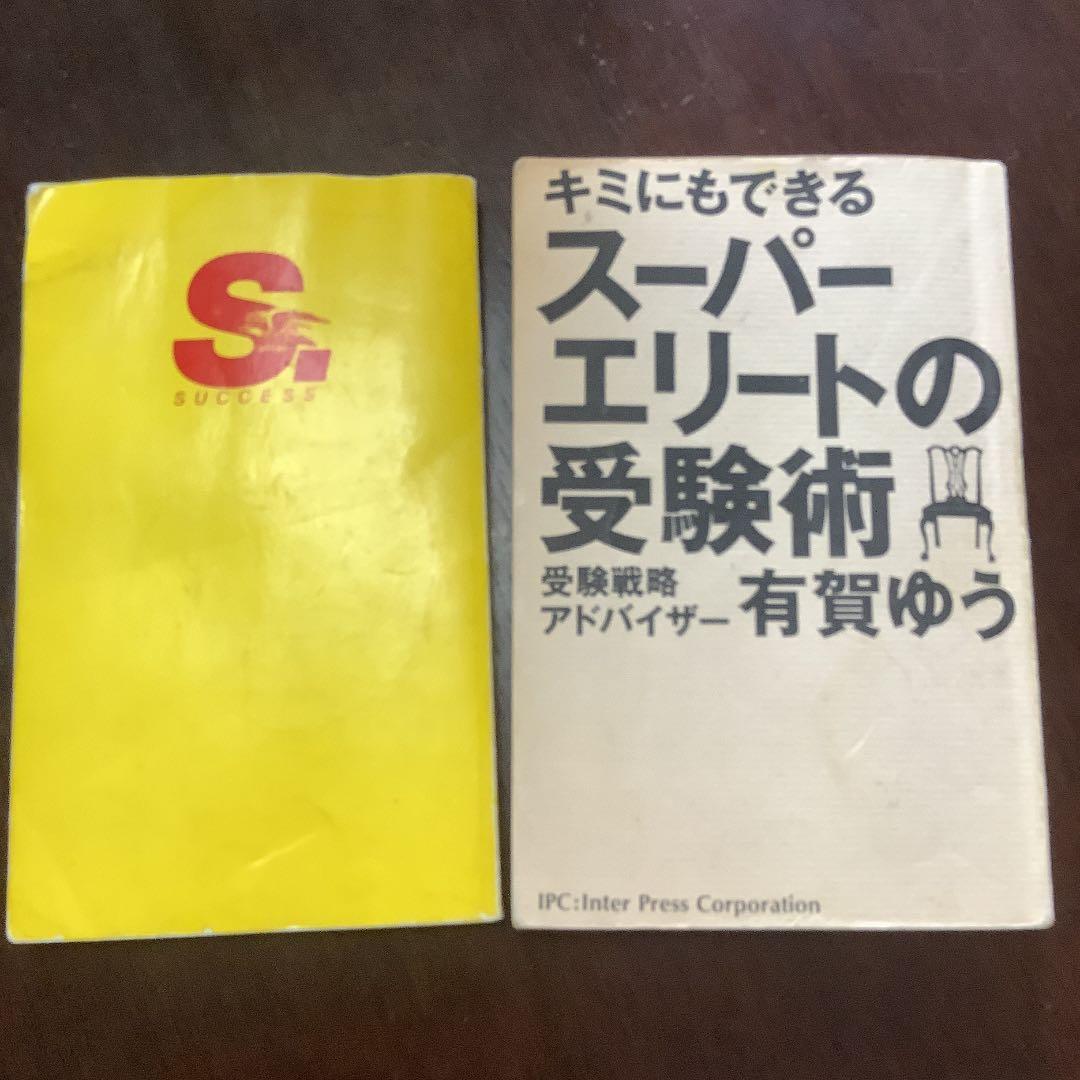 S.
SUCCESS
キミにもできる
スーパー
エリートの
受験術
受験戦略
アドバイザー 有賀ゆう
IPC:Inter Press Corporation